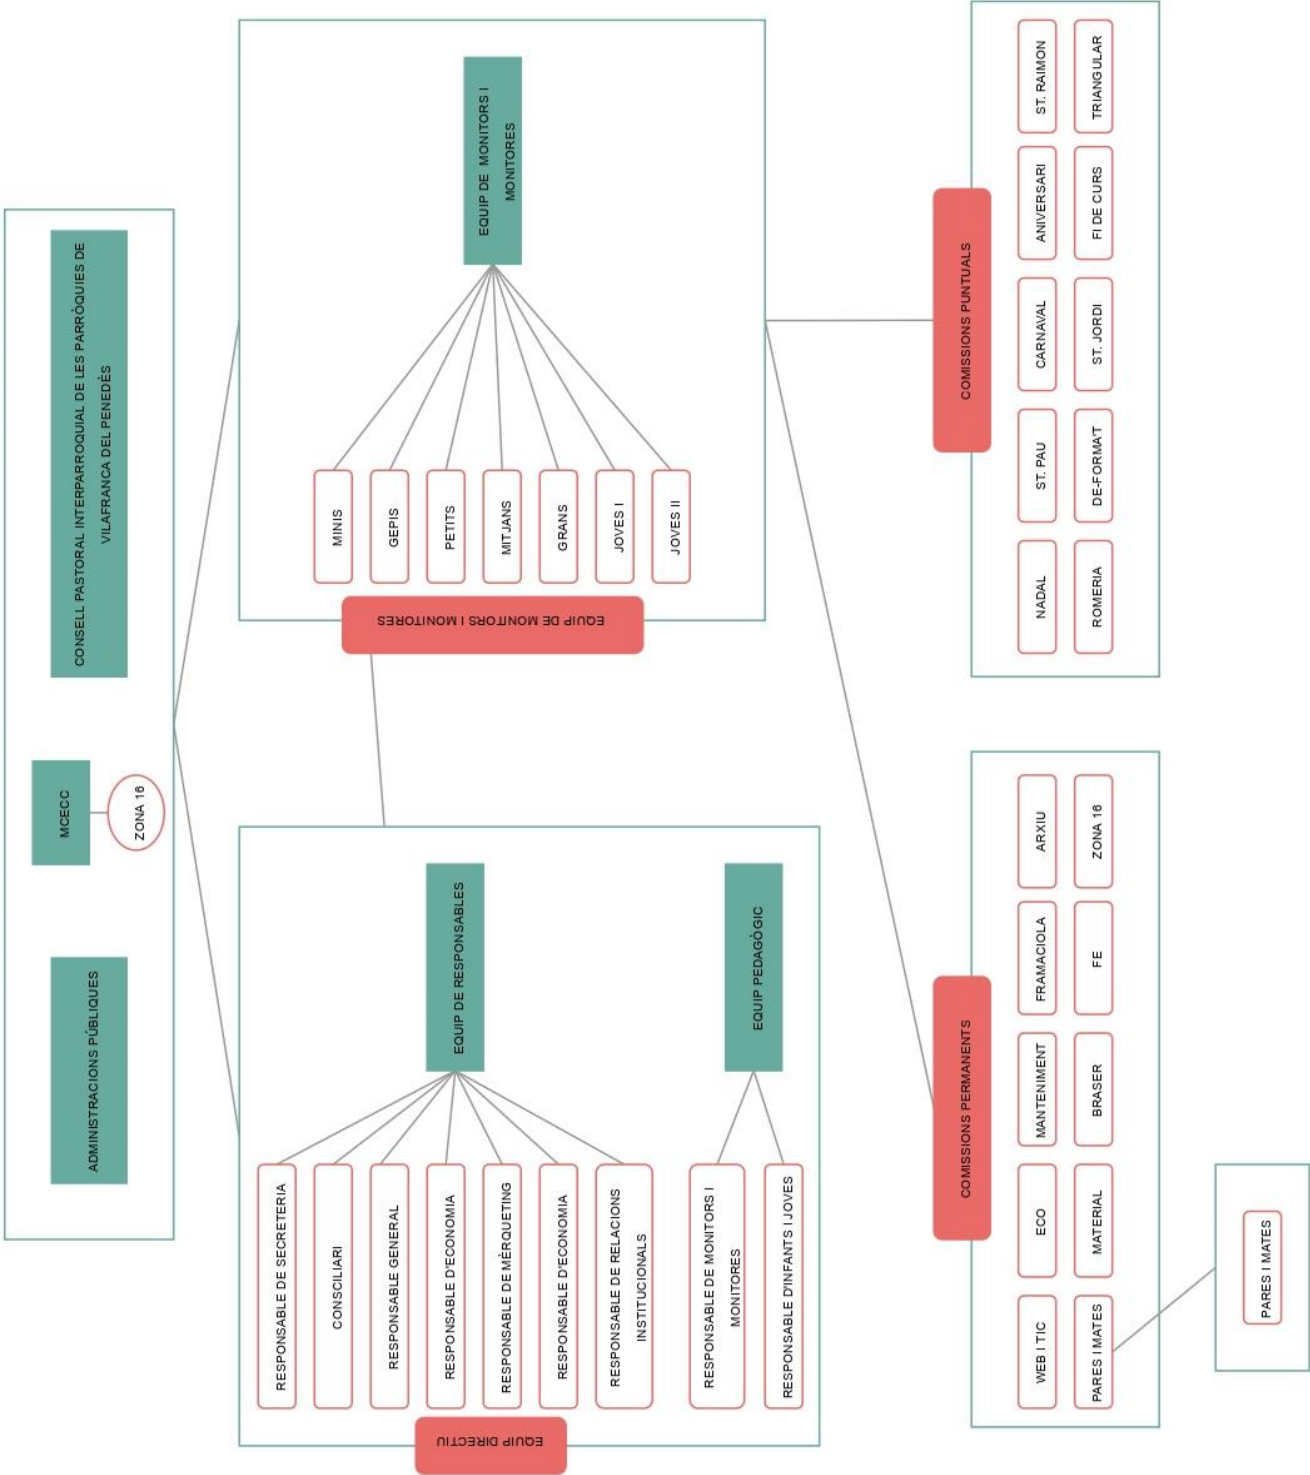 ADMINISTRACIONS PÚBLIQUES
MCECC
ZONA 16
CONSELL PASTORAL INTERPARROQUIAL DE LES PARRÒQUIES DE
VILAFRANCA DEL PENEDÈS
EQUIP DIRECTIU
EQUIP DE RESPONSABLES
RESPONSABLE DE SECRETERIA
CONSCILIARI
RESPONSABLE GENERAL
RESPONSABLE D'ECONOMIA
RESPONSABLE DE MÈRQUETING
RESPONSABLE D'ECONOMIA
RESPONSABLE DE RELACIONS
INSTITUCIONALS
EQUIP PEDAGÒGIC
RESPONSABLE DE MONITORS I
MONITORES
RESPONSABLE D'INFANTS I JOVES
EQUIP DE MONITORS I MONITORES
EQUIP DE MONITORS I
MONITORES
MINIS
GEPIS
PETITS
MITJANS
GRANS
JOVES I
JOVES II
COMISSIONS PERMANENTS
WEB I TIC
ECO
MANTENIMENT
FRAMACIOLA
ARXIU
PARES I MATES
MATERIAL
BRASER
FE
ZONA 16
PARES I MATES
COMISSIONS PUNTUALS
NADAL
ST. PAU
CARNAVAL
ANIVERSARI
ST. RAIMON
ROMERIA
DE-FORMA'T
ST. JORDI
FI DE CURS
TRIANGULAR